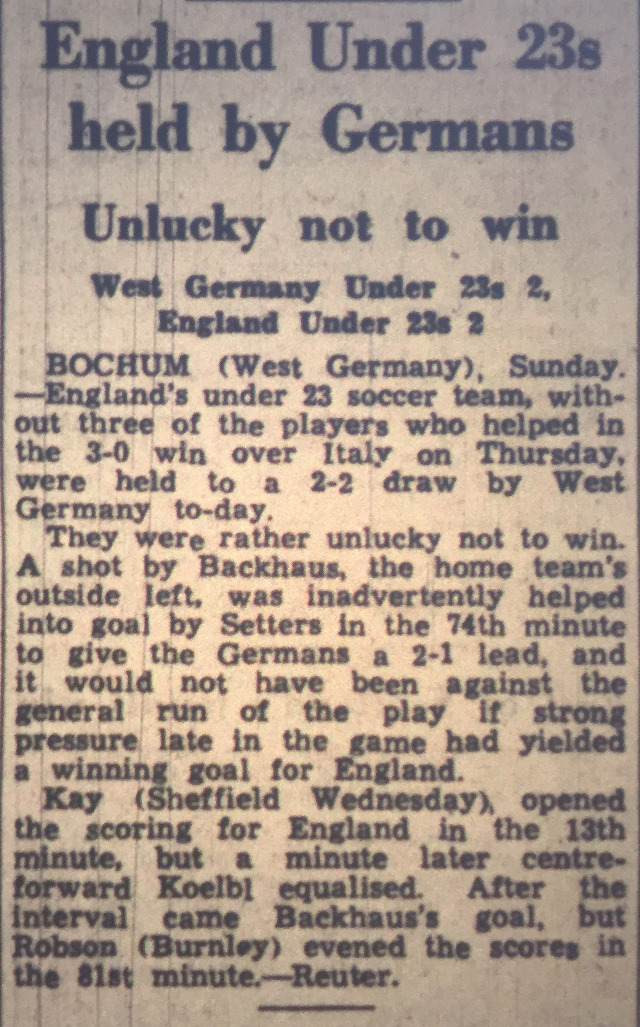 England Under 23s
held by Germans
Unlucky not to win
West Germany Under 23s 2,
England Under 23s 2
BOCHUM (West Germany), Sunday.
—England's under 23 soccer team, with-
out three of the players who helped in
the 3-0 win over Italy on Thursday,
were held to a 2-2 draw by West
Germany to-day.
They were rather unlucky not to win.
A shot by Backhaus, the home team's
outside left, was inadvertently helped
into goal by Setters in the 74th minute
to give the Germans a 2-1 lead, and
it would not have been against the
general run of the play if strong
pressure late in the game had yielded
a winning goal for England.
Kay (Sheffield Wednesday), opened
the scoring for England in the 13th
minute, but a minute later centre-
forward Koelbl equalised. After the
interval came Backhaus's goal, but
Robson (Burnley) evened the scores in
the 81st minute.—Reuter.